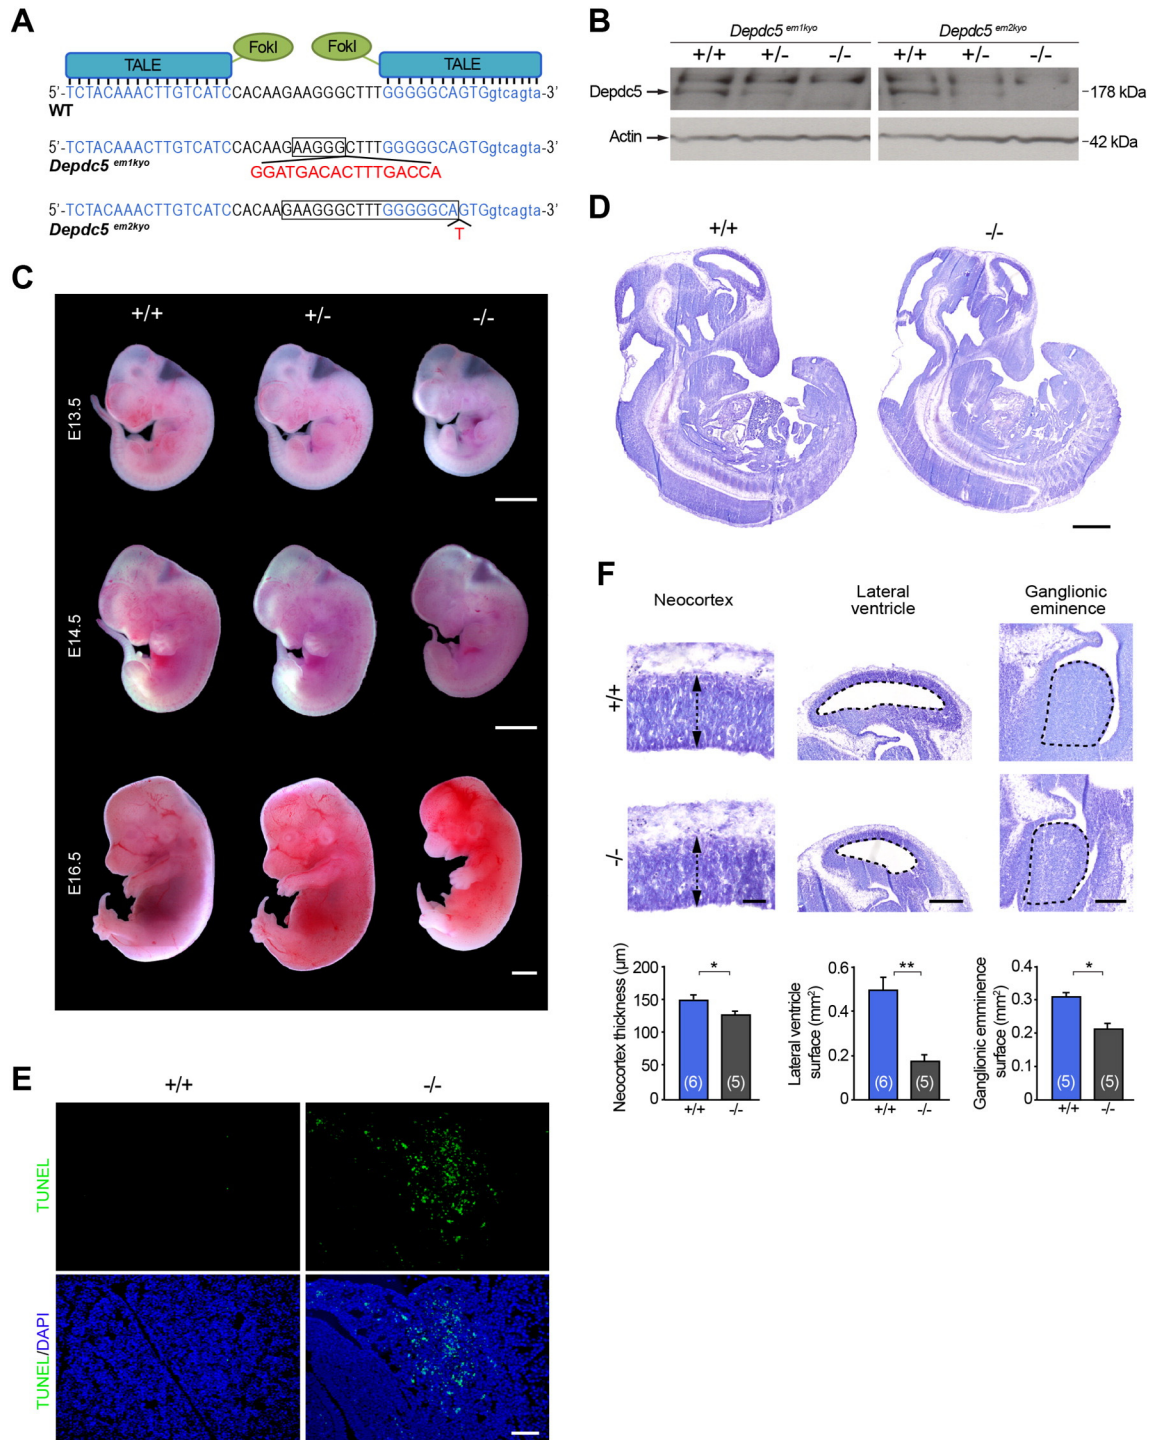 A
FokI FokI
TALE TALE
5'-TCTACAAACTTGTCATCCACAAGAAGGGCTTTGGGGGCAGTGgtcagta-3'
WT
5'-TCTACAAACTTGTCATCCACAAGAAGGGCTTTGGGGGCAGTGgtcagta-3'
Depdc5 em1kyo
GGATGACACTTTGACCA
5'-TCTACAAACTTGTCATCCACAAGAAGGGCTTTGGGGGCAGTGgtcagta-3'
Depdc5 em2kyo
T
B
Depdc5 em1kyo Depdc5 em2kyo
+/+ +/- -/- +/+ +/- -/-
Depdc5 -178 kDa
Actin -42 kDa
C
+/+ +/- -/-
E13.5
E14.5
E16.5
D
+/+ -/-
E
+/+ -/-
TUNEL
TUNEL/DAPI
F
Neocortex
Lateral
ventricle
Ganglionic
eminence
+/+
-/-
Neocortex thickness (µm)
200
150
100
50
0
*
(6) (5)
+/+ -/-
Lateral ventricle
surface (mm²)
0.6
0.4
0.2
0
**
(6) (5)
+/+ -/-
Ganglionic emminence
surface (mm²)
0.4
0.3
0.2
0.1
0
*
(5) (5)
+/+ -/-